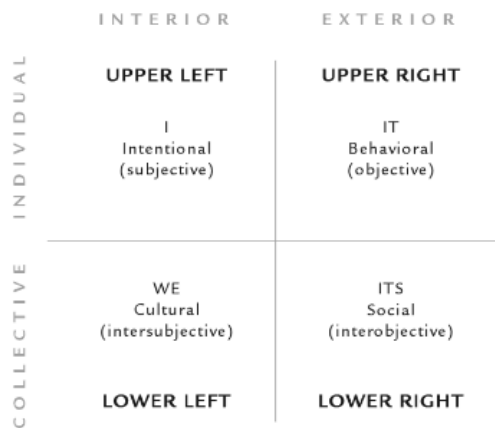 INTERIOR EXTERIOR
INDIVIDUAL
UPPER LEFT
I
Intentional
(subjective)
UPPER RIGHT
IT
Behavioral
(objective)
COLLECTIVE
WE
Cultural
(intersubjective)
LOWER LEFT
ITS
Social
(interobjective)
LOWER RIGHT